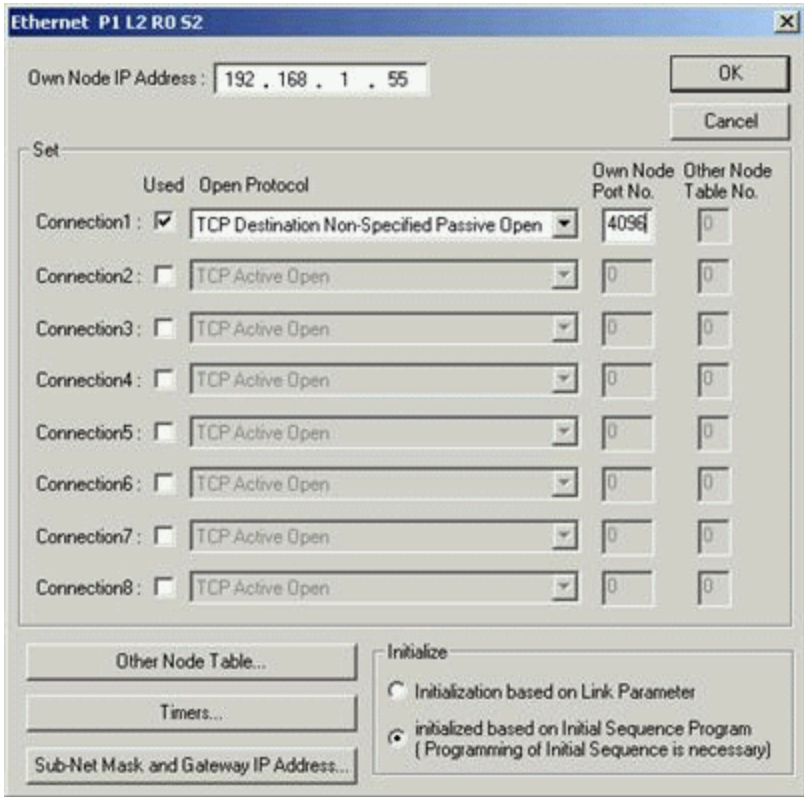 Ethernet P1 L2 R0 S2
Own Node IP Address : 192 . 168 . 1 . 55
OK
Cancel
Set
Used Open Protocol Own Node Port No. Other Node Table No.
Connection1 : TCP Destination Non-Specified Passive Open 4096 0
Connection2 : TCP Active Open 0 0
Connection3 : TCP Active Open 0 0
Connection4 : TCP Active Open 0 0
Connection5 : TCP Active Open 0 0
Connection6 : TCP Active Open 0 0
Connection7 : TCP Active Open 0 0
Connection8 : TCP Active Open 0 0
Other Node Table...
Timers...
Sub-Net Mask and Gateway IP Address...
Initialize
Initialization based on Link Parameter
initialized based on Initial Sequence Program
( Programming of Initial Sequence is necessary)